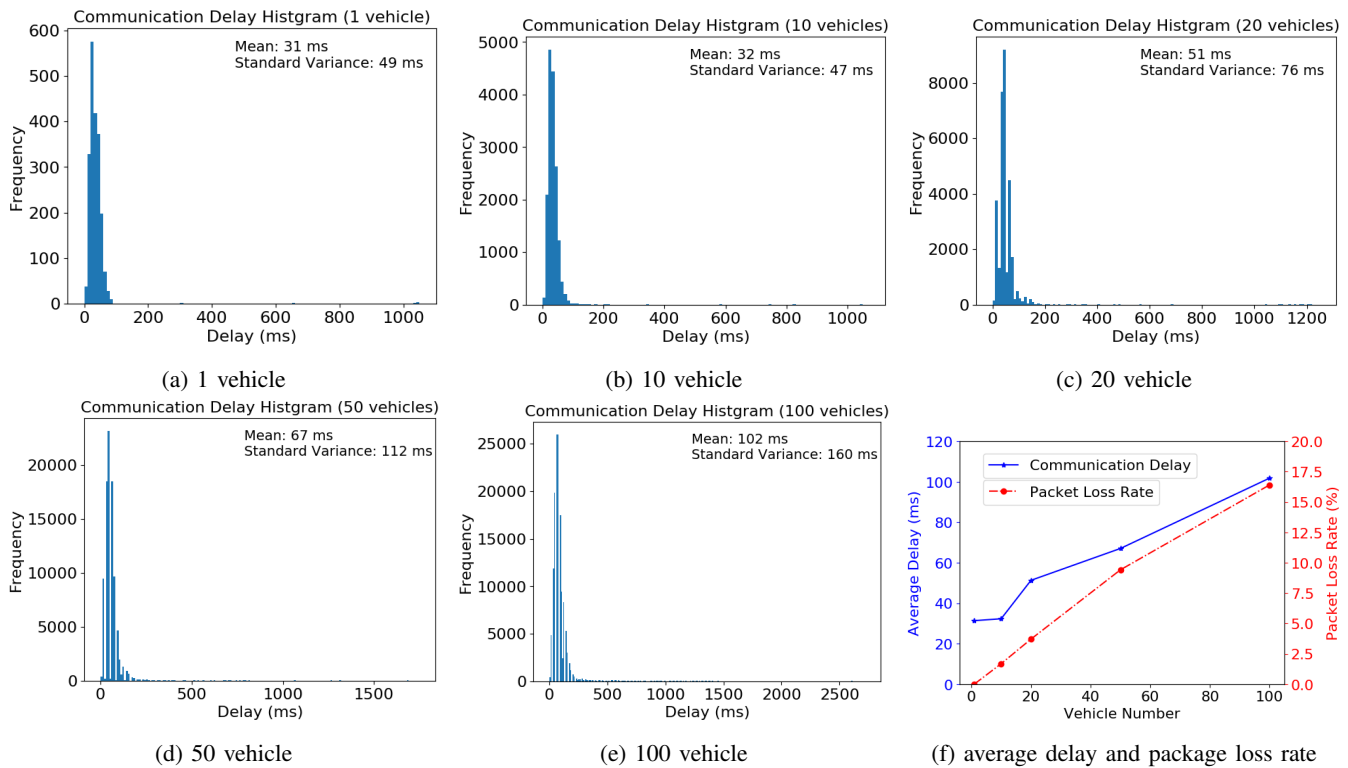 Communication Delay Histgram (1 vehicle)
Mean: 31 ms
Standard Variance: 49 ms
Frequency
600
500
400
300
200
100
0
0 200 400 600 800 1000
Delay (ms)
(a) 1 vehicle
Communication Delay Histgram (10 vehicles)
Mean: 32 ms
Standard Variance: 47 ms
Frequency
5000
4000
3000
2000
1000
0
0 200 400 600 800 1000
Delay (ms)
(b) 10 vehicle
Communication Delay Histgram (20 vehicles)
Mean: 51 ms
Standard Variance: 76 ms
Frequency
8000
6000
4000
2000
0
0 200 400 600 800 1000 1200
Delay (ms)
(c) 20 vehicle
Communication Delay Histgram (50 vehicles)
Mean: 67 ms
Standard Variance: 112 ms
Frequency
20000
15000
10000
5000
0
0 500 1000 1500
Delay (ms)
(d) 50 vehicle
Communication Delay Histgram (100 vehicles)
Mean: 102 ms
Standard Variance: 160 ms
Frequency
25000
20000
15000
10000
5000
0
0 500 1000 1500 2000 2500
Delay (ms)
(e) 100 vehicle
Communication Delay
Packet Loss Rate
Average Delay (ms)
120
100
80
60
40
20
0
Packet Loss Rate (%)
20.0
17.5
15.0
12.5
10.0
7.5
5.0
2.5
0.0
0 20 40 60 80 100
Vehicle Number
(f) average delay and package loss rate